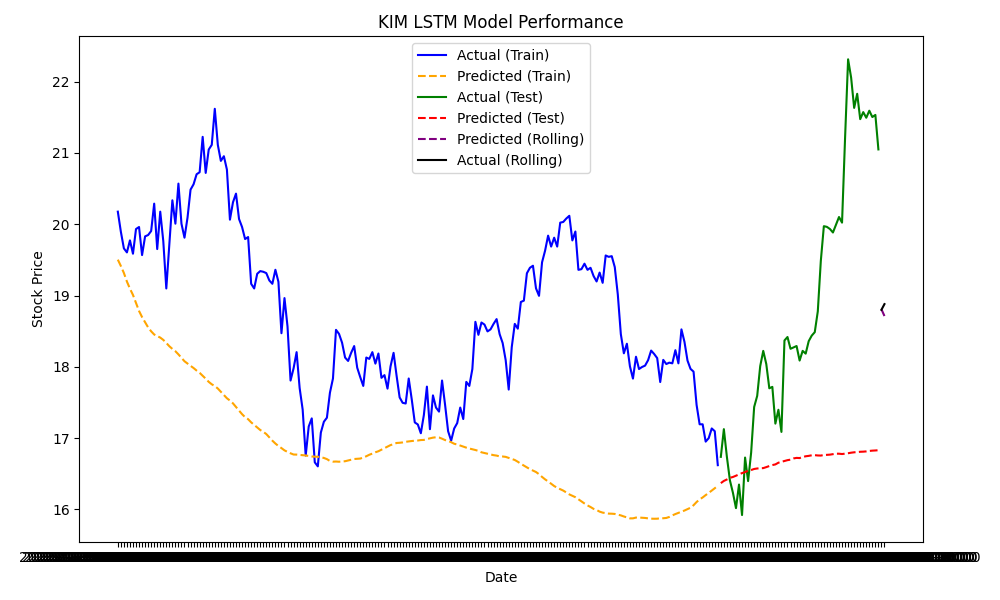 KIM LSTM Model Performance
Actual (Train)
Predicted (Train)
Actual (Test)
Predicted (Test)
Predicted (Rolling)
Actual (Rolling)
Stock Price
22
21
20
19
18
17
16
Date